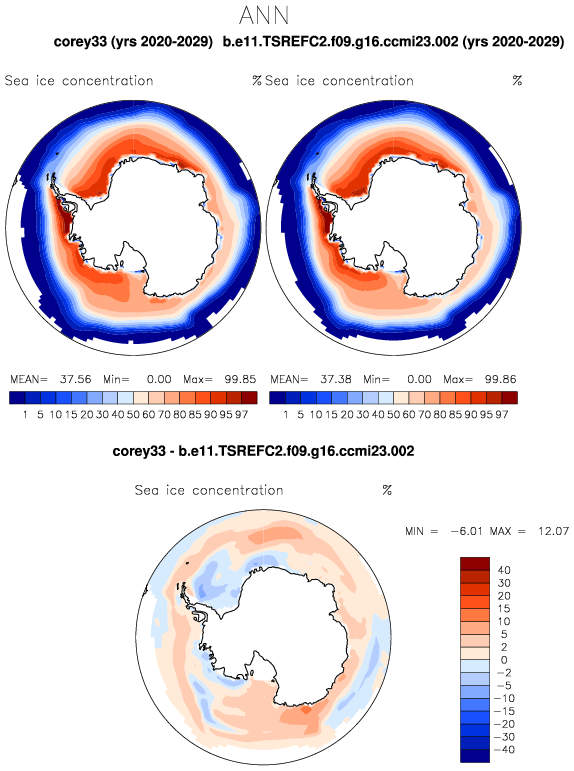 ANN
corey33 (yrs 2020-2029) b.e11.TSREFC2.f09.g16.ccmi23.002 (yrs 2020-2029)
Sea ice concentration % Sea ice concentration %
MEAN= 37.56 Min= 0.00 Max= 99.85 MEAN= 37.38 Min= 0.00 Max= 99.86
1 5 10 15 20 30 40 50 60 70 80 85 90 95 97 1 5 10 15 20 30 40 50 60 70 80 85 90 95 97
corey33 - b.e11.TSREFC2.f09.g16.ccmi23.002
Sea ice concentration %
MIN = -6.01 MAX = 12.07
40
30
20
15
10
5
2
0
-2
-5
-10
-15
-20
-30
-40